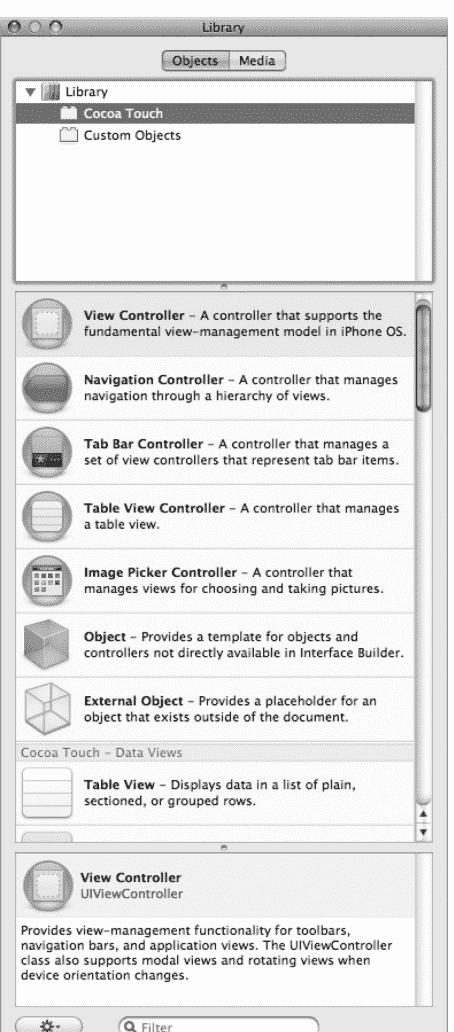 Library
Objects Media
Library
Cocoa Touch
Custom Objects
View Controller – A controller that supports the
fundamental view-management model in iPhone OS.
Navigation Controller – A controller that manages
navigation through a hierarchy of views.
Tab Bar Controller – A controller that manages a
set of view controllers that represent tab bar items.
Table View Controller – A controller that manages
a table view.
Image Picker Controller – A controller that
manages views for choosing and taking pictures.
Object – Provides a template for objects and
controllers not directly available in Interface Builder.
External Object – Provides a placeholder for an
object that exists outside of the document.
Cocoa Touch – Data Views
Table View – Displays data in a list of plain,
sectioned, or grouped rows.
View Controller
UIViewController
Provides view-management functionality for toolbars,
navigation bars, and application views. The UIViewController
class also supports modal views and rotating views when
device orientation changes.
Filter